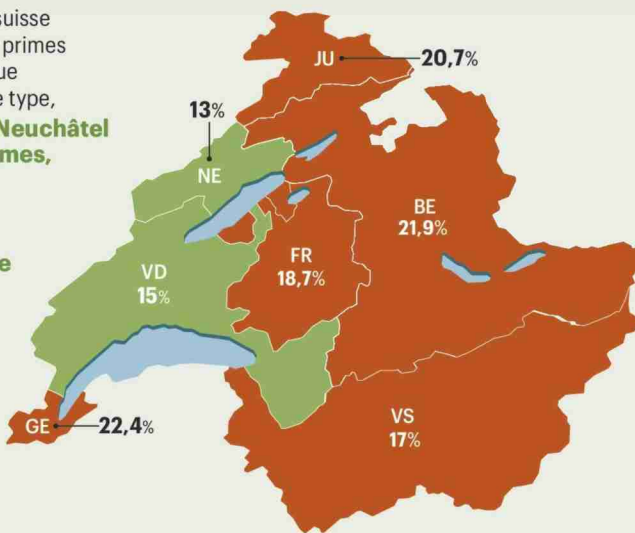 suisse
primes
ue
e type,
Neuchâtel
mes,
e
JU 20,7%
13%
NE
BE
21,9%
FR
18,7%
VD
15%
VS
17%
GE 22,4%